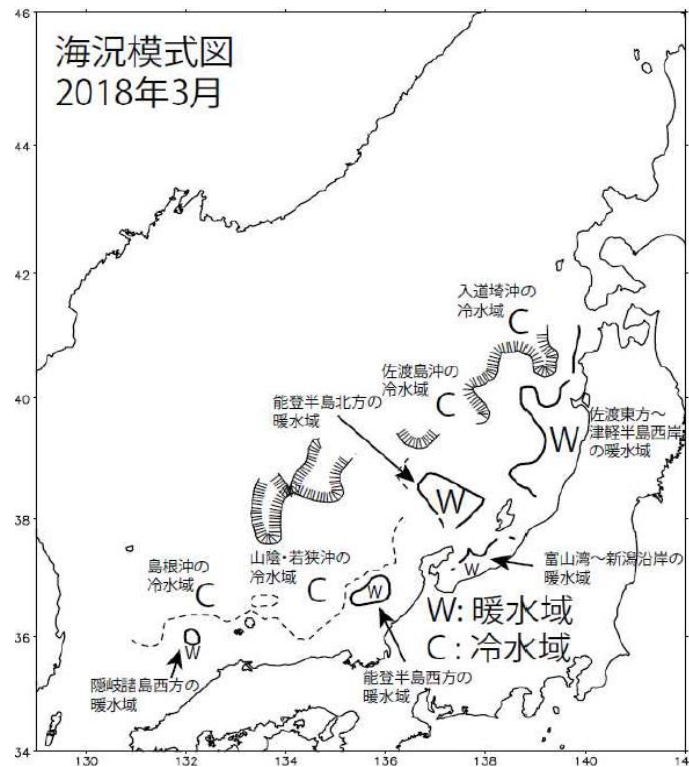 海況模式図
2018年3月
46
44
42
40
38
36
34
入道埼沖の
冷水域
C
佐渡島沖の
冷水域
C
能登半島北方の
暖水域
W
佐渡東方~
津軽半島西岸
の暖水域
W
島根沖の
冷水域
C
山陰・若狭沖の
冷水域
C
富山湾~新潟沿岸の
暖水域
W
W
W: 暖水域
C : 冷水域
W
隠岐諸島西方の
暖水域
能登半島西方の
暖水域
130
132
134
136
138
140
14